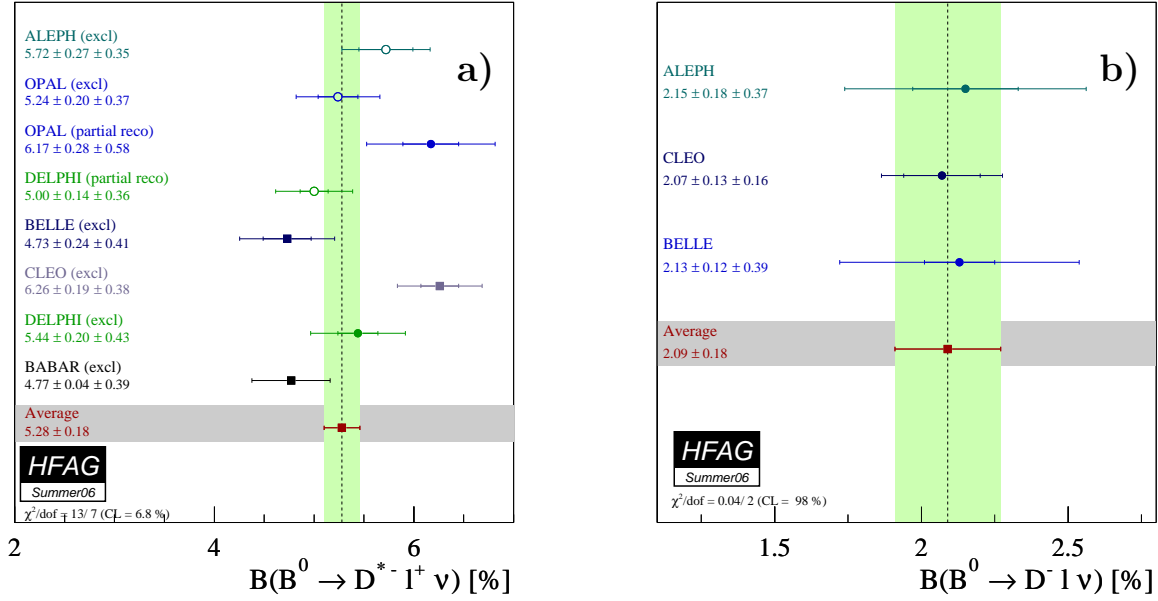 a)
ALEPH (excl)
5.72 ± 0.27 ± 0.35
OPAL (excl)
5.24 ± 0.20 ± 0.37
OPAL (partial reco)
6.17 ± 0.28 ± 0.58
DELPHI (partial reco)
5.00 ± 0.14 ± 0.36
BELLE (excl)
4.73 ± 0.24 ± 0.41
CLEO (excl)
6.26 ± 0.19 ± 0.38
DELPHI (excl)
5.44 ± 0.20 ± 0.43
BABAR (excl)
4.77 ± 0.04 ± 0.39
Average
5.28 ± 0.18
HFAG
Summer06
χ²/dof = 13/ 7 (CL = 6.8 %)
2 4 6
B(B⁰ → D*⁻ l⁺ ν) [%]
b)
ALEPH
2.15 ± 0.18 ± 0.37
CLEO
2.07 ± 0.13 ± 0.16
BELLE
2.13 ± 0.12 ± 0.39
Average
2.09 ± 0.18
HFAG
Summer06
χ²/dof = 0.04/ 2 (CL = 98 %)
1.5 2 2.5
B(B⁰ → D⁻ l ν) [%]